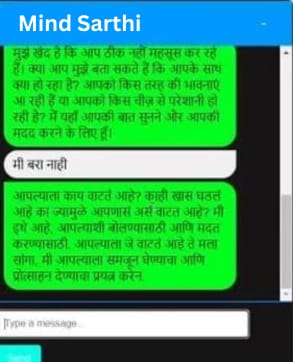 Mind Sarthi
मुझे खेद है कि आप ठीक नहीं महसूस कर रहे
हैं। क्या आप मुझे बता सकते हैं कि आपके साथ
क्या हो रहा है? आपको किस तरह की भावनाएं
आ रही हैं या आपको किस चीज़ से परेशानी हो
रही है? मैं यहाँ आपकी बात सुनने और आपकी
मदद करने के लिए हूँ।
मी बरा नाही
आपल्याला काय वाटतं आहे? काही खास घडलं
आहे का ज्यामुळे आपणास असं वाटत आहे? मी
इथे आहे, आपल्याशी बोलण्यासाठी आणि मदत
करण्यासाठी. आपल्याला जे वाटतं आहे ते मला
सांगा, मी आपल्याला समजून घेण्याचा आणि
प्रोत्साहन देण्याचा प्रयत्न करेन.
Type a message...
Send